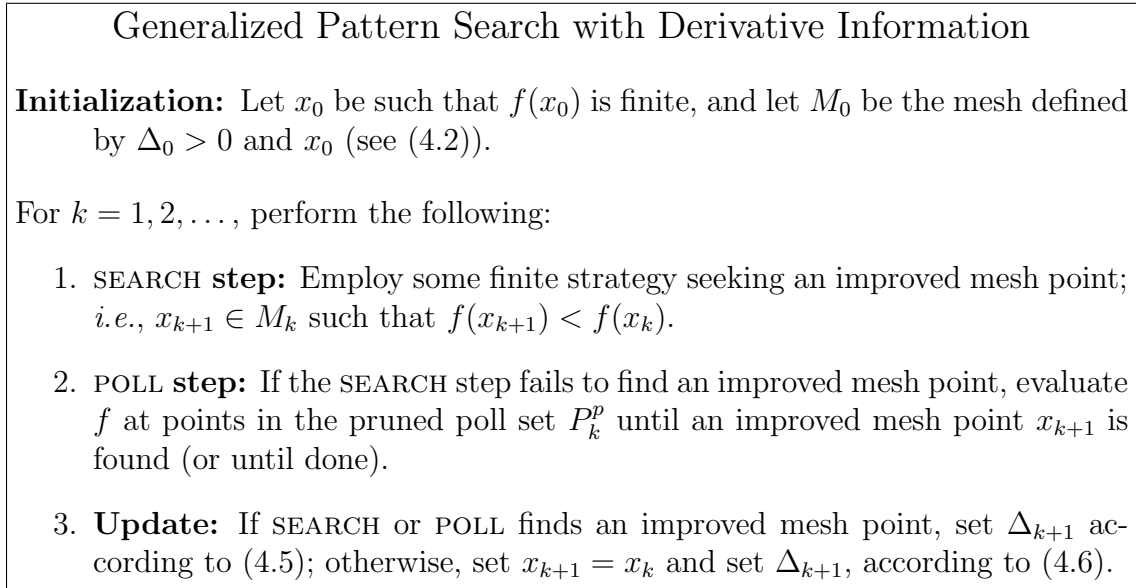 Generalized Pattern Search with Derivative Information
Initialization: Let x₀ be such that f(x₀) is finite, and let M₀ be the mesh defined
by Δ₀ > 0 and x₀ (see (4.2)).
For k = 1, 2, . . . , perform the following:
1. SEARCH step: Employ some finite strategy seeking an improved mesh point;
i.e., xₖ₊₁ ∈ Mₖ such that f(xₖ₊₁) < f(xₖ).
2. POLL step: If the SEARCH step fails to find an improved mesh point, evaluate
f at points in the pruned poll set Pₖᵖ until an improved mesh point xₖ₊₁ is
found (or until done).
3. Update: If SEARCH or POLL finds an improved mesh point, set Δₖ₊₁ ac-
cording to (4.5); otherwise, set xₖ₊₁ = xₖ and set Δₖ₊₁, according to (4.6).